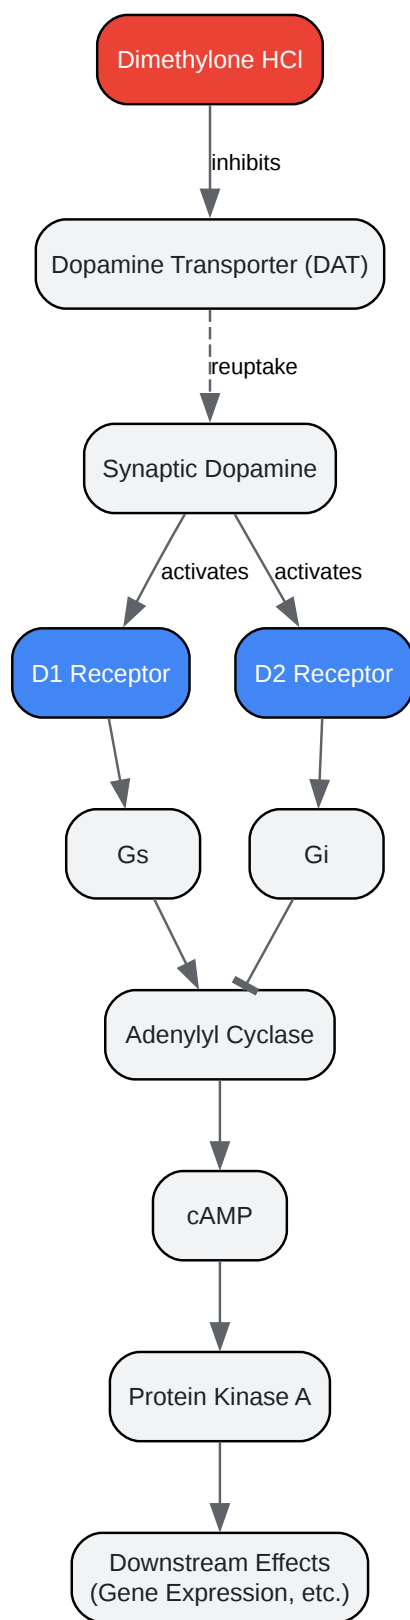 Dimethylone HCl
inhibits
Dopamine Transporter (DAT)
reuptake
Synaptic Dopamine
activates
activates
D1 Receptor
D2 Receptor
Gs
Gi
Adenylyl Cyclase
cAMP
Protein Kinase A
Downstream Effects
(Gene Expression, etc.)